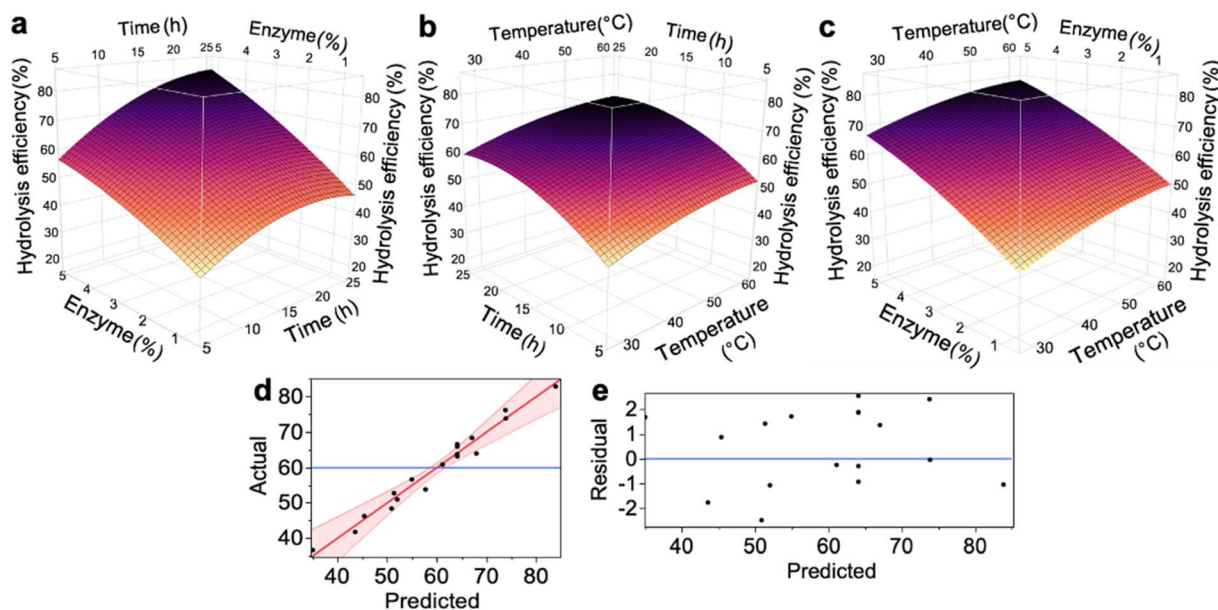 a
Time (h)
Enzyme (%)
5 10 15 20 25 5 4 3 2 1
Hydrolysis efficiency (%)
80
70
60
50
40
30
20
Hydrolysis efficiency (%)
80
70
60
50
40
30
20
5 4 3 2 1
Enzyme (%)
5 10 15 20 25
Time (h)
b
Temperature (°C)
Time (h)
30 40 50 60 25 20 15 10 5
Hydrolysis efficiency (%)
80
70
60
50
40
30
20
Hydrolysis efficiency (%)
80
70
60
50
40
30
20
25 20 15 10 5
Time (h)
30 40 50 60
Temperature
(°C)
c
Temperature (°C)
Enzyme (%)
30 40 50 60 5 4 3 2 1
Hydrolysis efficiency (%)
80
70
60
50
40
30
20
Hydrolysis efficiency (%)
80
70
60
50
40
30
20
5 4 3 2 1
Enzyme (%)
30 40 50 60
Temperature
(°C)
d
Actual
80
70
60
50
40
40 50 60 70 80
Predicted
e
Residual
2
1
0
-1
-2
40 50 60 70 80
Predicted